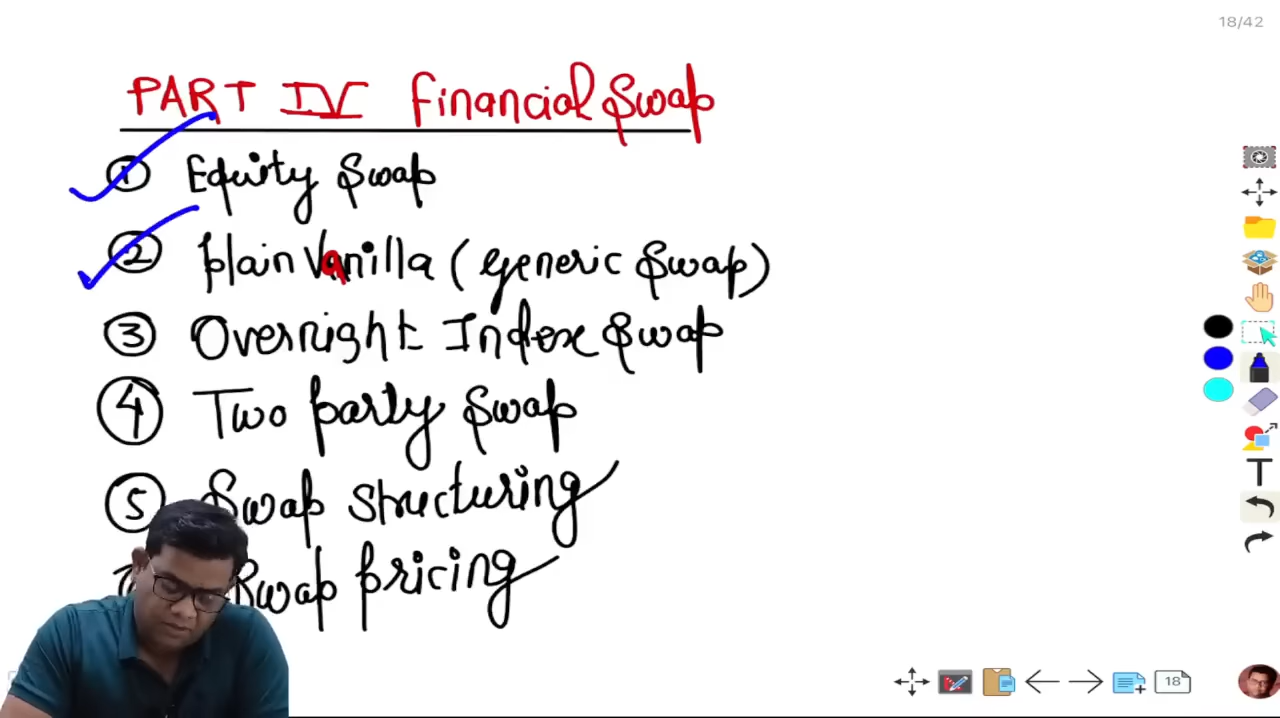 18/42
PART IV Financial Swap
① Equity Swap
② Plain Vanilla (Generic Swap)
③ Overnight Index Swap
④ Two party Swap
⑤ Swap Structuring
Swap pricing
T
18